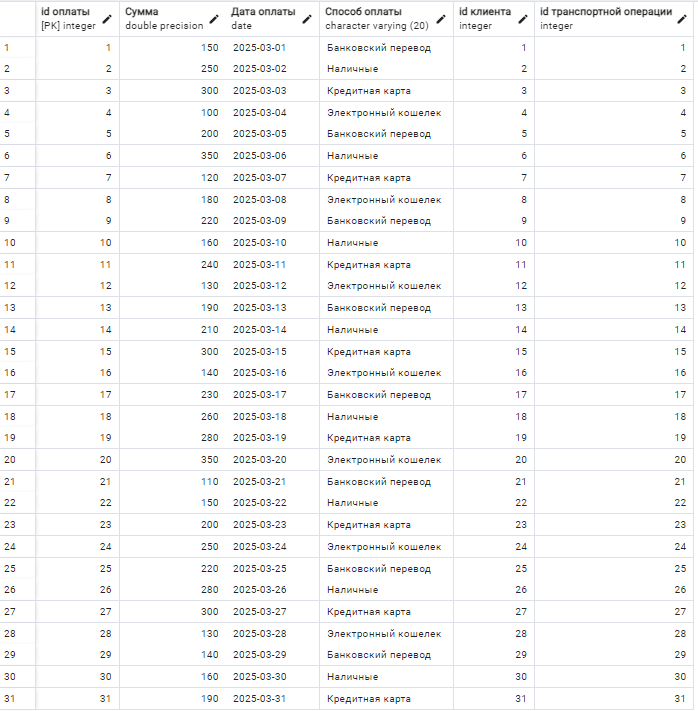 id оплаты Сумма Дата оплаты Способ оплаты id клиента id транспортной операции
[PK] integer double precision date character varying (20) integer integer
1 1 150 2025-03-01 Банковский перевод 1 1
2 2 250 2025-03-02 Наличные 2 2
3 3 300 2025-03-03 Кредитная карта 3 3
4 4 100 2025-03-04 Электронный кошелек 4 4
5 5 200 2025-03-05 Банковский перевод 5 5
6 6 350 2025-03-06 Наличные 6 6
7 7 120 2025-03-07 Кредитная карта 7 7
8 8 180 2025-03-08 Электронный кошелек 8 8
9 9 220 2025-03-09 Банковский перевод 9 9
10 10 160 2025-03-10 Наличные 10 10
11 11 240 2025-03-11 Кредитная карта 11 11
12 12 130 2025-03-12 Электронный кошелек 12 12
13 13 190 2025-03-13 Банковский перевод 13 13
14 14 210 2025-03-14 Наличные 14 14
15 15 300 2025-03-15 Кредитная карта 15 15
16 16 140 2025-03-16 Электронный кошелек 16 16
17 17 230 2025-03-17 Банковский перевод 17 17
18 18 260 2025-03-18 Наличные 18 18
19 19 280 2025-03-19 Кредитная карта 19 19
20 20 350 2025-03-20 Электронный кошелек 20 20
21 21 110 2025-03-21 Банковский перевод 21 21
22 22 150 2025-03-22 Наличные 22 22
23 23 200 2025-03-23 Кредитная карта 23 23
24 24 250 2025-03-24 Электронный кошелек 24 24
25 25 220 2025-03-25 Банковский перевод 25 25
26 26 280 2025-03-26 Наличные 26 26
27 27 300 2025-03-27 Кредитная карта 27 27
28 28 130 2025-03-28 Электронный кошелек 28 28
29 29 140 2025-03-29 Банковский перевод 29 29
30 30 160 2025-03-30 Наличные 30 30
31 31 190 2025-03-31 Кредитная карта 31 31